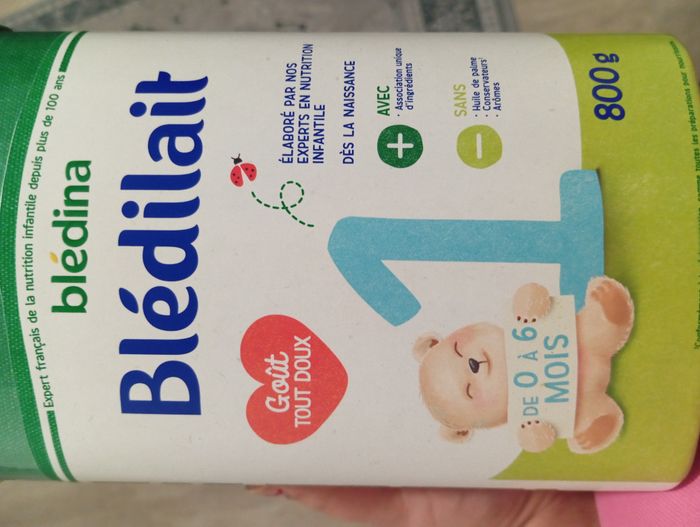 Expert français de la nutrition infantile depuis plus de 100 ans
blédina
Blédilait
ÉLABORÉ PAR NOS
EXPERTS EN NUTRITION
INFANTILE
DÈS LA NAISSANCE
Goût
TOUT DOUX
AVEC
• Association unique
d'ingrédients
SANS
• Huile de palme
• Conservateurs¹
• Arômes
1
DE 0 À 6
MOIS
800g